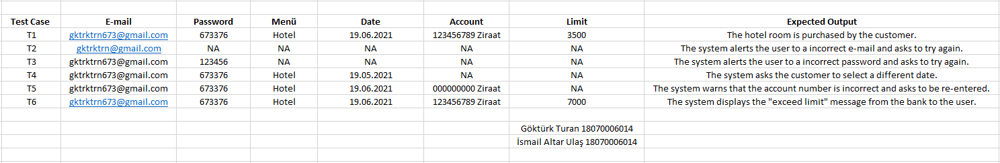 Test Case E-mail Password Menü Date Account Limit Expected Output
T1 gktrktrn673@gmail.com 673376 Hotel 19.06.2021 123456789 Ziraat 3500 The hotel room is purchased by the customer.
T2 gktrktrn@gmail.com NA NA NA NA NA The system alerts the user to a incorrect e-mail and asks to try again.
T3 gktrktrn673@gmail.com 123456 NA NA NA NA The system alerts the user to a incorrect password and asks to try again.
T4 gktrktrn673@gmail.com 673376 Hotel 19.05.2021 NA NA The system asks the customer to select a different date.
T5 gktrktrn673@gmail.com 673376 Hotel 19.06.2021 000000000 Ziraat NA The system warns that the account number is incorrect and asks to be re-entered.
T6 gktrktrn673@gmail.com 673376 Hotel 19.06.2021 123456789 Ziraat 7000 The system displays the "exceed limit" message from the bank to the user.
Göktürk Turan 18070006014
İsmail Altar Ulaş 18070006014